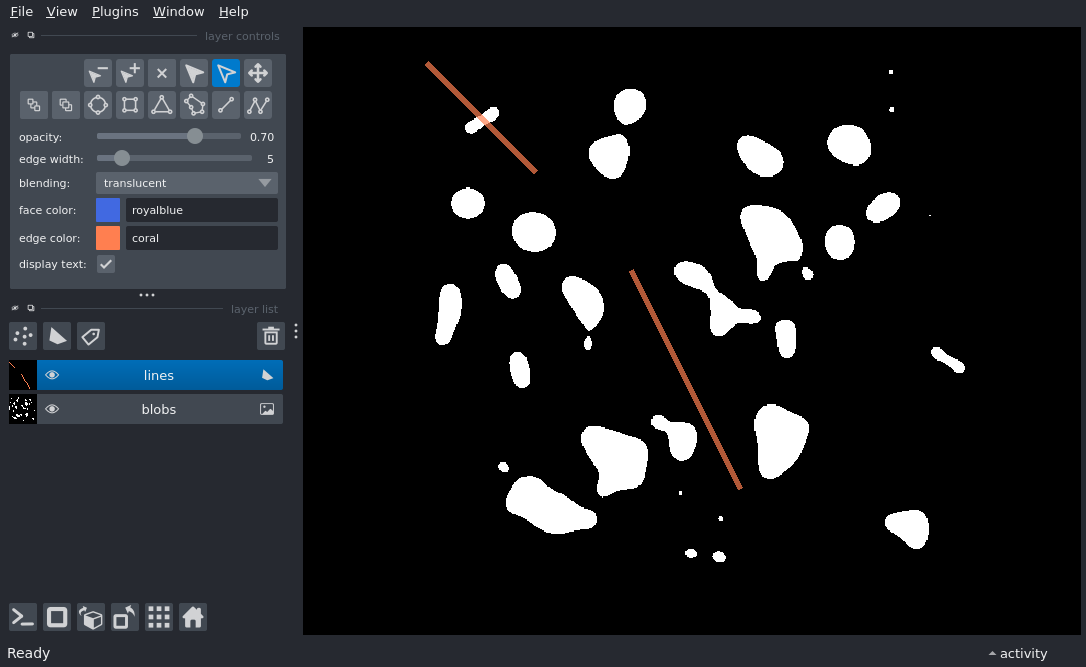 File View Plugins Window Help
layer controls
opacity: 0.70
edge width: 5
blending: translucent
face color: royalblue
edge color: coral
display text:
layer list
lines
blobs
Ready
activity